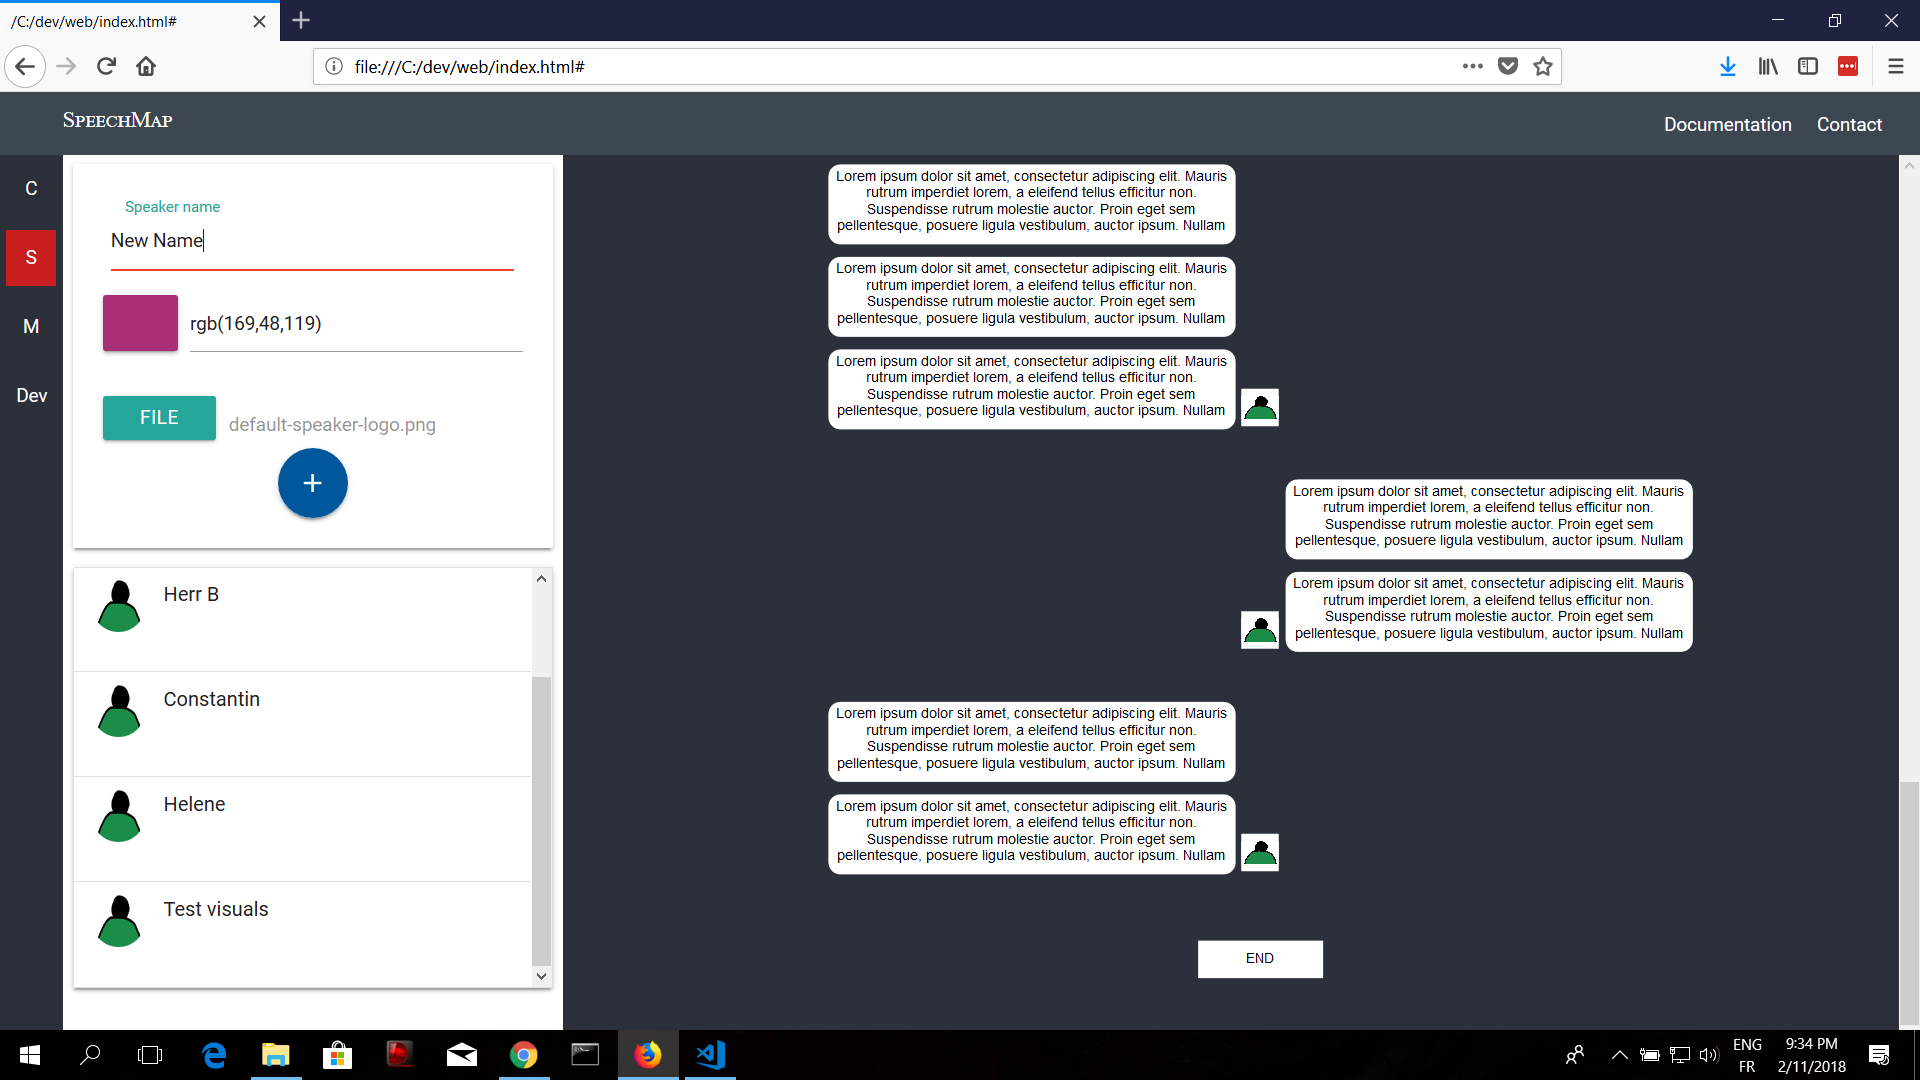 /C:/dev/web/index.html#
file:///C:/dev/web/index.html#
SpeechMap
Documentation
Contact
C
S
M
Dev
Speaker name
New Name
rgb(169,48,119)
FILE
default-speaker-logo.png
Herr B
Constantin
Helene
Test visuals
Lorem ipsum dolor sit amet, consectetur adipiscing elit. Mauris
rutrum imperdiet lorem, a eleifend tellus efficitur non.
Suspendisse rutrum molestie auctor. Proin eget sem
pellentesque, posuere ligula vestibulum, auctor ipsum. Nullam
Lorem ipsum dolor sit amet, consectetur adipiscing elit. Mauris
rutrum imperdiet lorem, a eleifend tellus efficitur non.
Suspendisse rutrum molestie auctor. Proin eget sem
pellentesque, posuere ligula vestibulum, auctor ipsum. Nullam
Lorem ipsum dolor sit amet, consectetur adipiscing elit. Mauris
rutrum imperdiet lorem, a eleifend tellus efficitur non.
Suspendisse rutrum molestie auctor. Proin eget sem
pellentesque, posuere ligula vestibulum, auctor ipsum. Nullam
Lorem ipsum dolor sit amet, consectetur adipiscing elit. Mauris
rutrum imperdiet lorem, a eleifend tellus efficitur non.
Suspendisse rutrum molestie auctor. Proin eget sem
pellentesque, posuere ligula vestibulum, auctor ipsum. Nullam
Lorem ipsum dolor sit amet, consectetur adipiscing elit. Mauris
rutrum imperdiet lorem, a eleifend tellus efficitur non.
Suspendisse rutrum molestie auctor. Proin eget sem
pellentesque, posuere ligula vestibulum, auctor ipsum. Nullam
Lorem ipsum dolor sit amet, consectetur adipiscing elit. Mauris
rutrum imperdiet lorem, a eleifend tellus efficitur non.
Suspendisse rutrum molestie auctor. Proin eget sem
pellentesque, posuere ligula vestibulum, auctor ipsum. Nullam
Lorem ipsum dolor sit amet, consectetur adipiscing elit. Mauris
rutrum imperdiet lorem, a eleifend tellus efficitur non.
Suspendisse rutrum molestie auctor. Proin eget sem
pellentesque, posuere ligula vestibulum, auctor ipsum. Nullam
END
ENG
FR
9:34 PM
2/11/2018